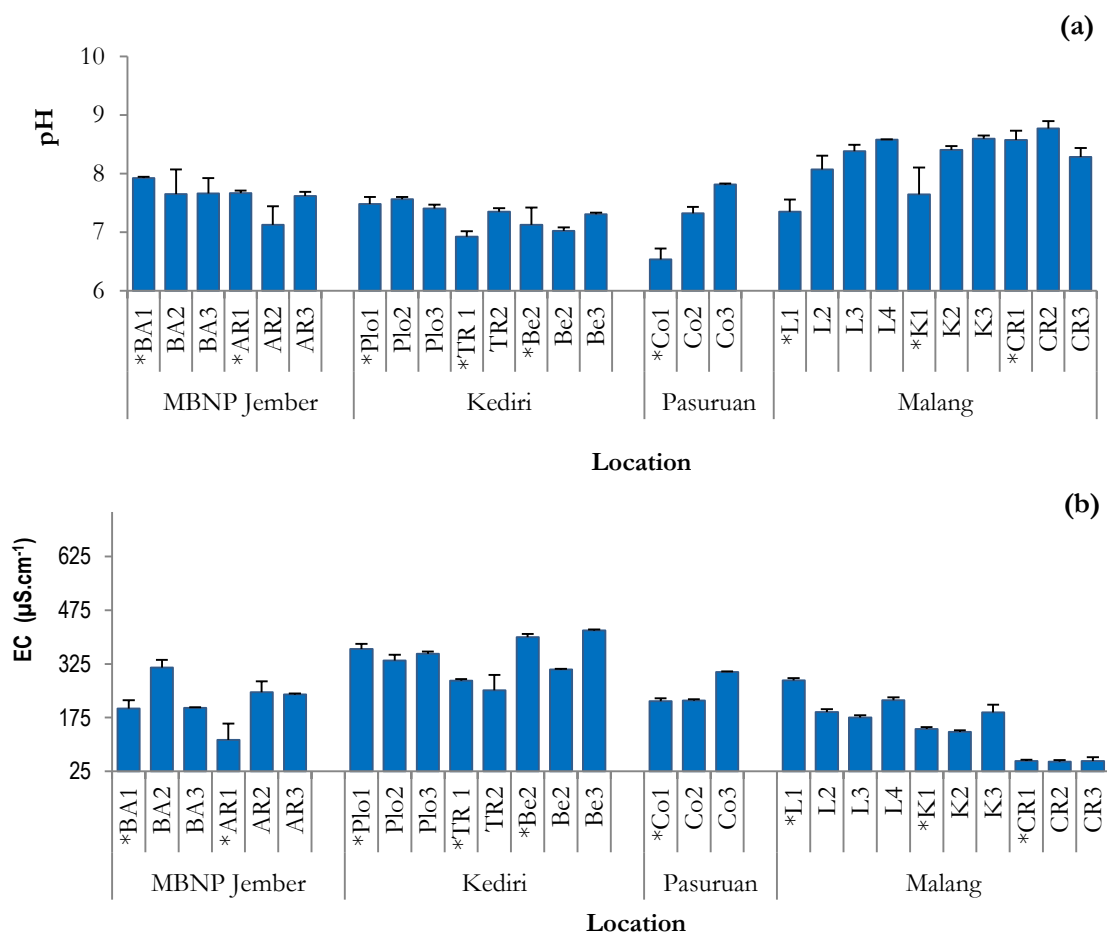 (a)
10
9
8
7
6
pH
*BA1 BA2 BA3 *AR1 AR2 AR3 *Plo1 Plo2 Plo3 *TR 1 TR2 *Be2 Be2 Be3 *Co1 Co2 Co3 *L1 L2 L3 L4 *K1 K2 K3 *CR1 CR2 CR3
MBNP Jember Kediri Pasuruan Malang
Location
(b)
625
475
325
175
25
EC (µS.cm-1)
*BA1 BA2 BA3 *AR1 AR2 AR3 *Plo1 Plo2 Plo3 *TR 1 TR2 *Be2 Be2 Be3 *Co1 Co2 Co3 *L1 L2 L3 L4 *K1 K2 K3 *CR1 CR2 CR3
MBNP Jember Kediri Pasuruan Malang
Location